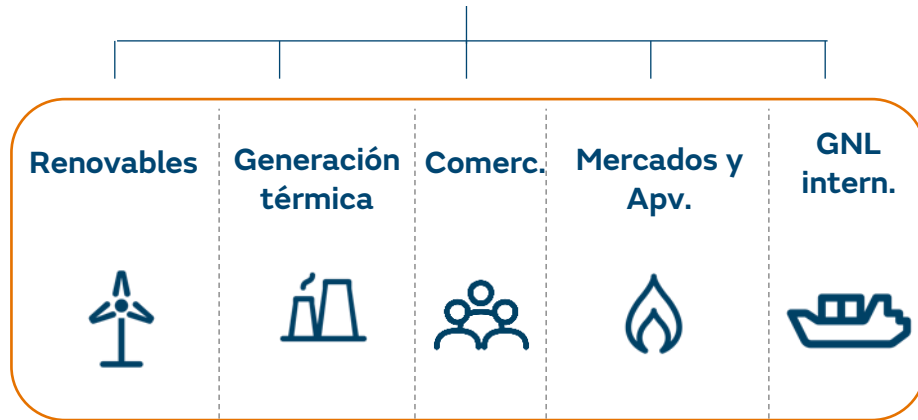 Renovables
Generación
térmica
Comerc.
Mercados y
Apv.
GNL
intern.